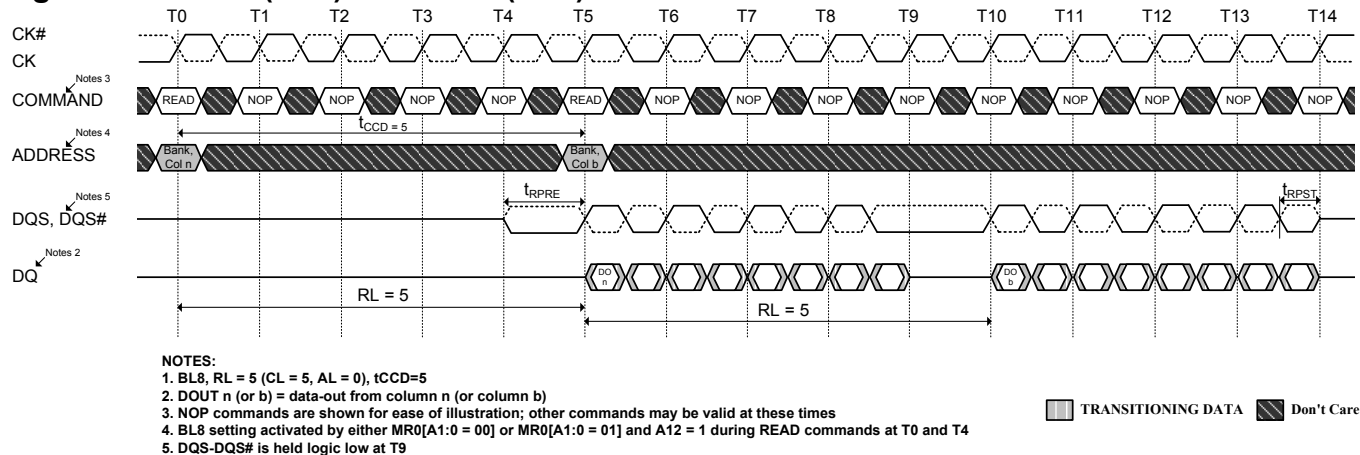 T0 T1 T2 T3 T4 T5 T6 T7 T8 T9 T10 T11 T12 T13 T14
CK#
CK
Notes 3
COMMAND READ NOP NOP NOP NOP READ NOP NOP NOP NOP NOP NOP NOP NOP NOP
tCCD = 5
Notes 4
ADDRESS
Bank, Col n
Bank, Col b
Notes 5
tRPRE
tRPST
DQS, DQS#
Notes 2
DQ
DO n
DO b
RL = 5
RL = 5
NOTES:
1. BL8, RL = 5 (CL = 5, AL = 0), tCCD=5
2. DOUT n (or b) = data-out from column n (or column b)
3. NOP commands are shown for ease of illustration; other commands may be valid at these times
4. BL8 setting activated by either MR0[A1:0 = 00] or MR0[A1:0 = 01] and A12 = 1 during READ commands at T0 and T4
5. DQS-DQS# is held logic low at T9
TRANSITIONING DATA Don't Care